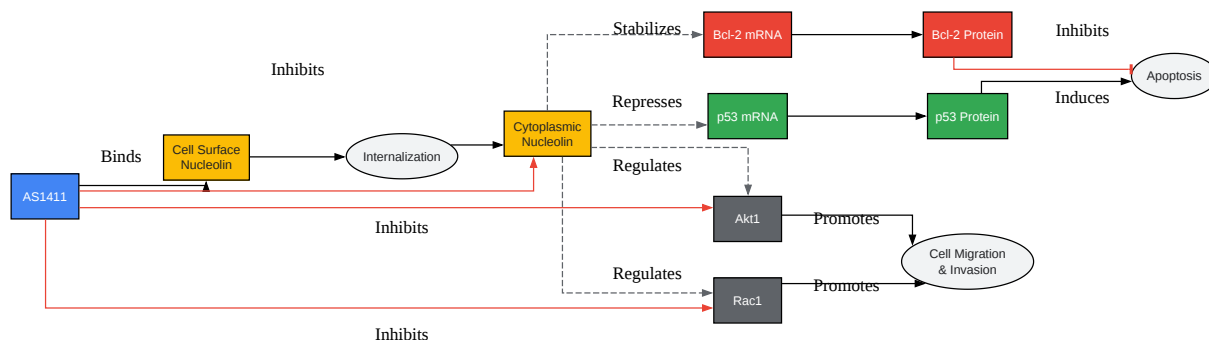 Stabilizes
Bcl-2 mRNA
Bcl-2 Protein
Inhibits
Inhibits
Apoptosis
Represses
Induces
Cytoplasmic
Nucleolin
p53 mRNA
p53 Protein
Binds
Cell Surface
Nucleolin
Internalization
Regulates
AS1411
Inhibits
Akt1
Promotes
Cell Migration
& Invasion
Regulates
Rac1
Promotes
Inhibits